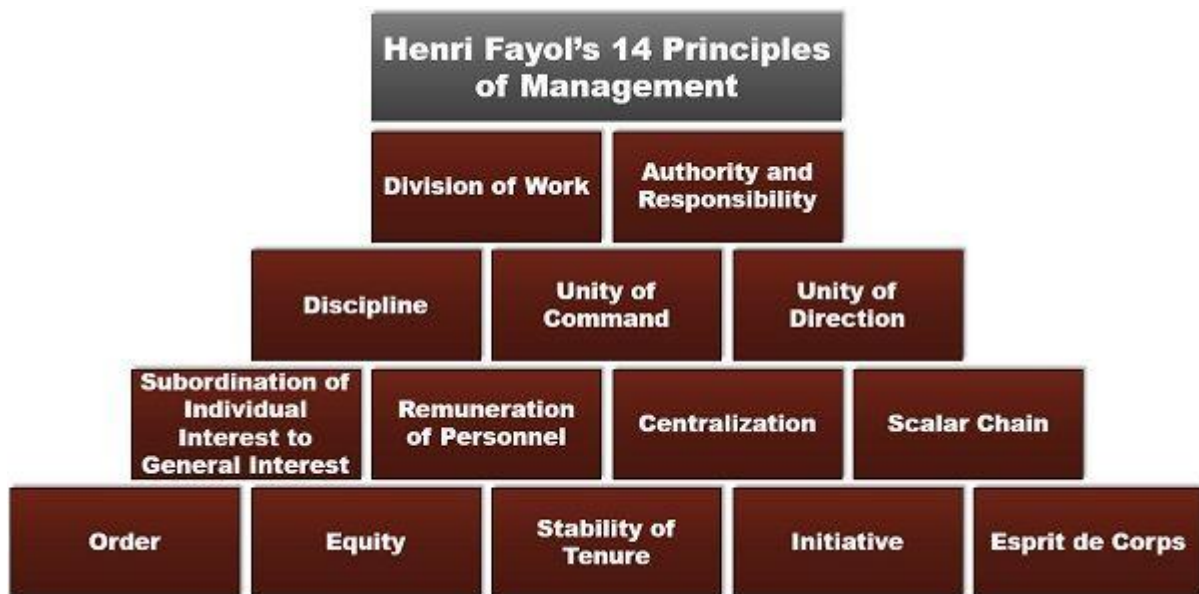 Henri Fayol's 14 Principles
of Management
Division of Work
Authority and
Responsibility
Discipline
Unity of
Command
Unity of
Direction
Subordination of
Individual
Interest to
General Interest
Remuneration
of Personnel
Centralization
Scalar Chain
Order
Equity
Stability of
Tenure
Initiative
Esprit de Corps